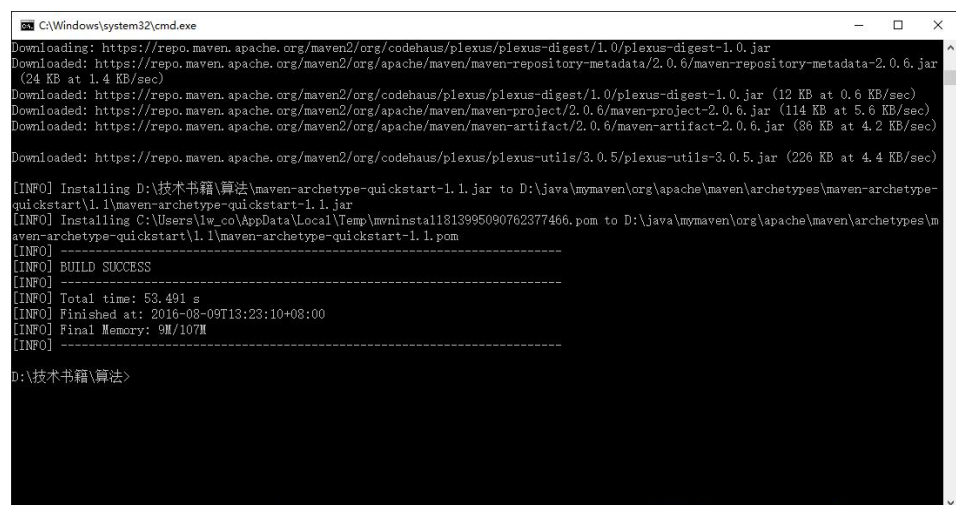 C:\Windows\system32\cmd.exe
Downloading: https://repo.maven.apache.org/maven2/org/codehaus/plexus/plexus-digest/1.0/plexus-digest-1.0.jar
Downloaded: https://repo.maven.apache.org/maven2/org/apache/maven/maven-repository-metadata/2.0.6/maven-repository-metadata-2.0.6.jar
(24 KB at 1.4 KB/sec)
Downloaded: https://repo.maven.apache.org/maven2/org/codehaus/plexus/plexus-digest/1.0/plexus-digest-1.0.jar (12 KB at 0.6 KB/sec)
Downloaded: https://repo.maven.apache.org/maven2/org/apache/maven/maven-project/2.0.6/maven-project-2.0.6.jar (114 KB at 5.6 KB/sec)
Downloaded: https://repo.maven.apache.org/maven2/org/apache/maven/maven-artifact/2.0.6/maven-artifact-2.0.6.jar (86 KB at 4.2 KB/sec)
Downloaded: https://repo.maven.apache.org/maven2/org/codehaus/plexus/plexus-utils/3.0.5/plexus-utils-3.0.5.jar (226 KB at 4.4 KB/sec)
[INFO] Installing D:\技术书籍\算法\maven-archetype-quickstart-1.1.jar to D:\java\mymaven\org\apache\maven\archetypes\maven-archetype-
quickstart\1.1\maven-archetype-quickstart-1.1.jar
[INFO] Installing C:\Users\lw_co\AppData\Local\Temp\mvninstall8139950907623​77466.pom to D:\java\mymaven\org\apache\maven\archetypes\m
aven-archetype-quickstart\1.1\maven-archetype-quickstart-1.1.pom
[INFO] ------------------------------------------------------------------------
[INFO] BUILD SUCCESS
[INFO] ------------------------------------------------------------------------
[INFO] Total time: 53.491 s
[INFO] Finished at: 2016-08-09T13:23:10+08:00
[INFO] Final Memory: 9M/107M
[INFO] ------------------------------------------------------------------------
D:\技术书籍\算法>